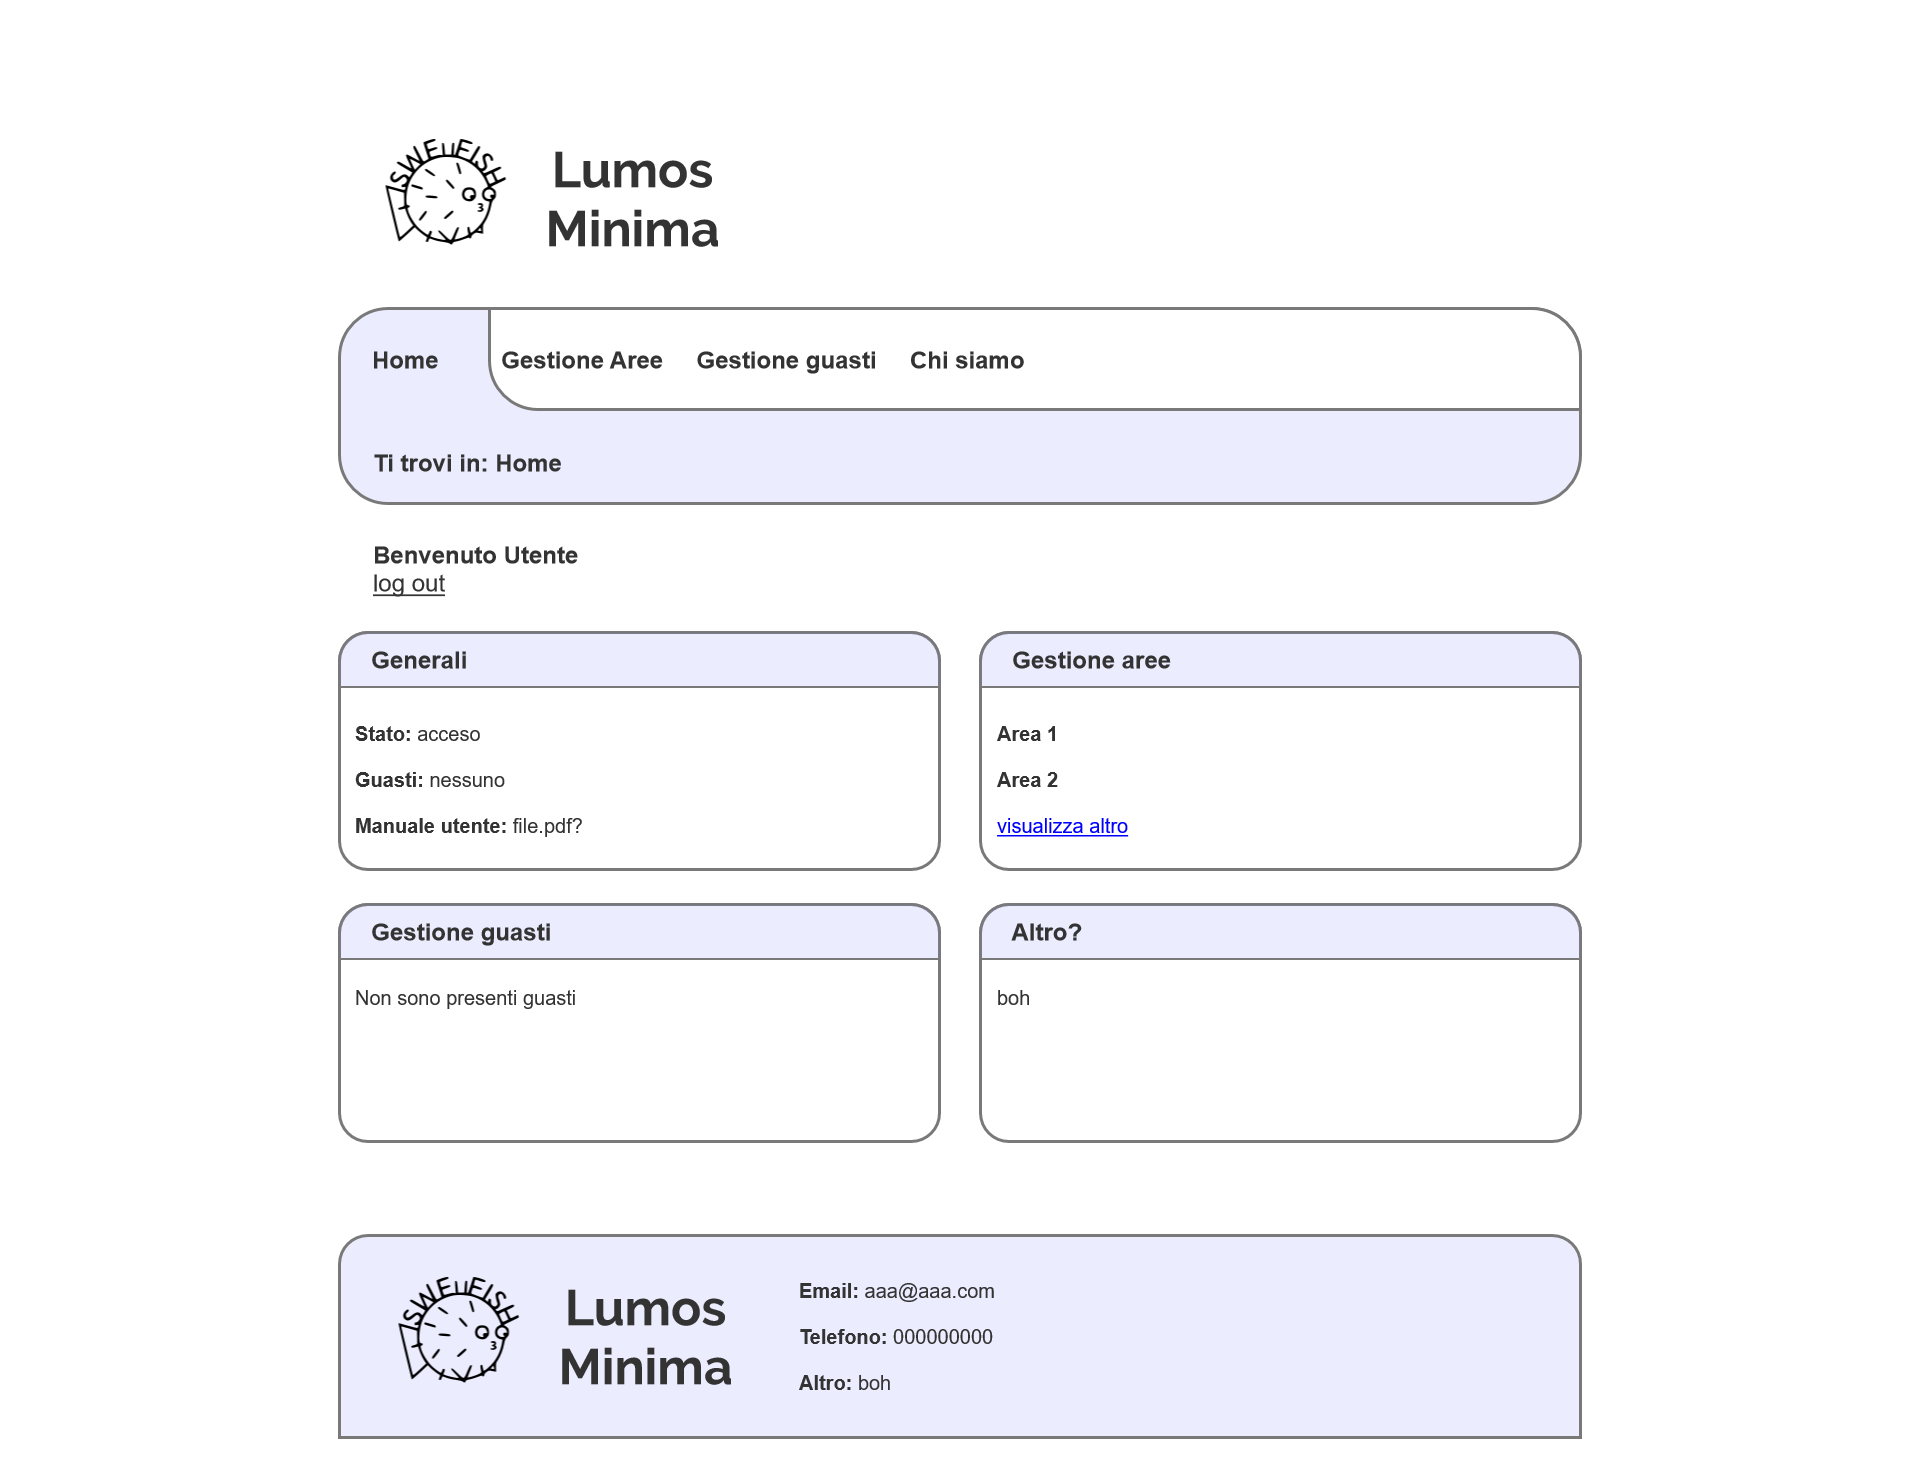 SWEUEISH
Lumos
Minima
Home
Gestione Aree
Gestione guasti
Chi siamo
Ti trovi in: Home
Benvenuto Utente
log out
Generali
Stato: acceso
Guasti: nessuno
Manuale utente: file.pdf?
Gestione aree
Area 1
Area 2
visualizza altro
Gestione guasti
Non sono presenti guasti
Altro?
boh
SWEUEISH
Lumos
Minima
Email: aaa@aaa.com
Telefono: 000000000
Altro: boh